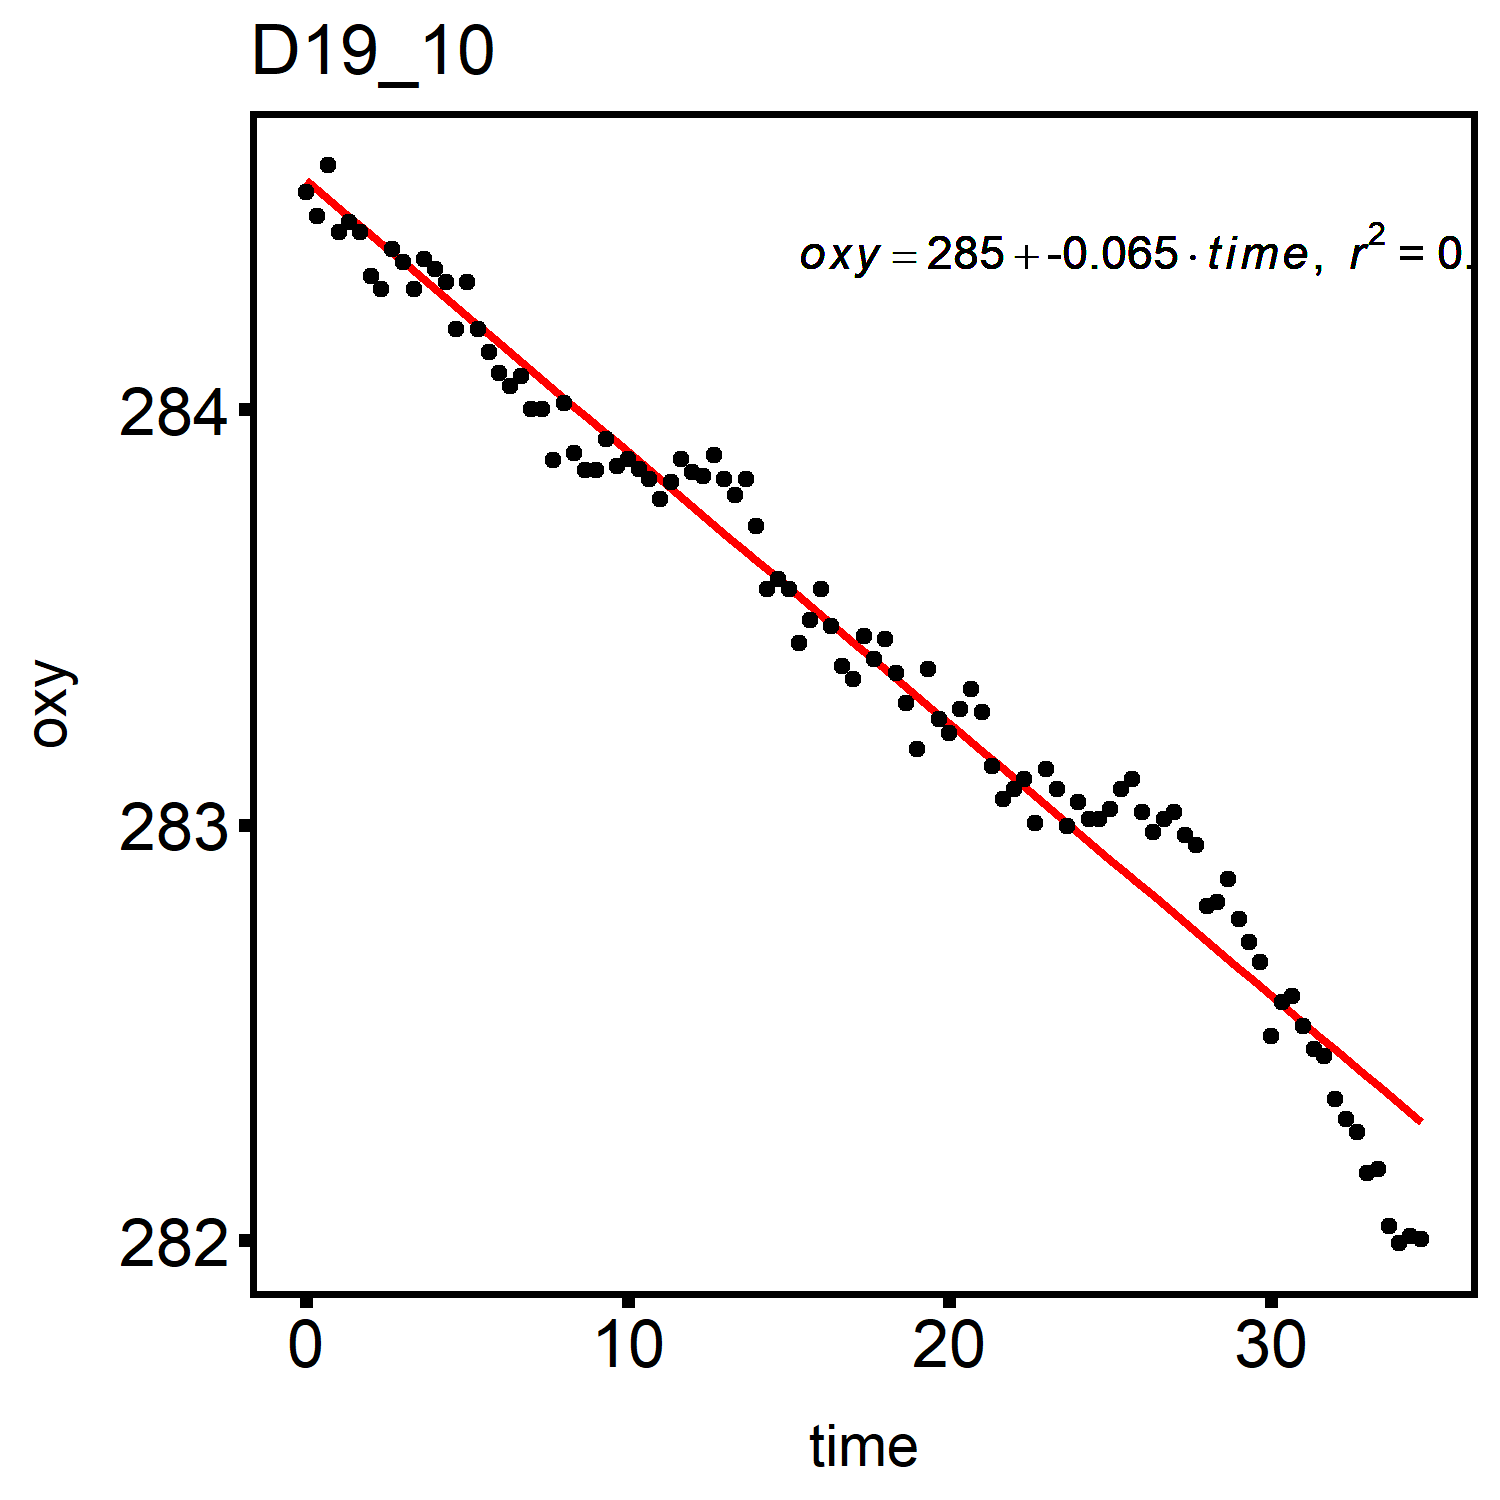 D19_10
oxy = 285 + -0.065 · time, r² = 0.
oxy
284
283
282
0 10 20 30
time